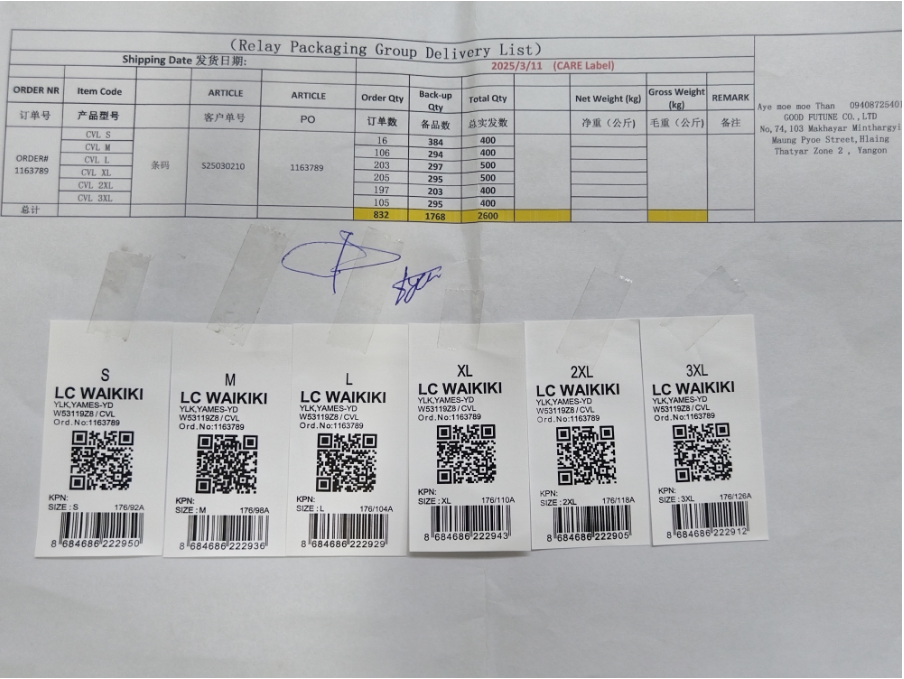 (Relay Packaging Group Delivery List)
Shipping Date 发货日期: 2025/3/11 (CARE Label)
ORDER NR Item Code ARTICLE ARTICLE Order Qty Back-up Qty Total Qty Net Weight (kg) Gross Weight (kg) REMARK
订单号 产品型号 客户单号 PO 订单数 备品数 总实发数 净重（公斤） 毛重（公斤） 备注
ORDER# 1163789 条码 525030210 1163789
CVL S 16 384 400
CVL M 106 294 400
CVL L 203 297 500
CVL XL 205 295 500
CVL 2XL 197 203 400
CVL 3XL 105 295 400
总计 832 1768 2600
Aye moe moe Than 09408725401
GOOD FUTUNE CO.,LTD
No,74,103 Makhayar Minthargyi
Maung Pyoe Street,Hlaing
Thatyar Zone 2 , Yangon
S
LC WAIKIKI
YLK,YAMES-YD
W53119Z8 / CVL
Ord.No:1163789
KPN:
SIZE : S 176/92A
8 684686 222950
M
LC WAIKIKI
YLK,YAMES-YD
W53119Z8 / CVL
Ord.No:1163789
KPN:
SIZE : M 176/98A
8 684686 222936
L
LC WAIKIKI
YLK,YAMES-YD
W53119Z8 / CVL
Ord.No:1163789
KPN:
SIZE : L 176/104A
8 684686 222929
XL
LC WAIKIKI
YLK,YAMES-YD
W53119Z8 / CVL
Ord.No:1163789
KPN:
SIZE : XL 176/110A
8 684686 222943
2XL
LC WAIKIKI
YLK,YAMES-YD
W53119Z8 / CVL
Ord.No:1163789
KPN:
SIZE : 2XL 176/118A
8 684686 222905
3XL
LC WAIKIKI
YLK,YAMES-YD
W53119Z8 / CVL
Ord.No:1163789
KPN:
SIZE : 3XL 176/126A
8 684686 222912